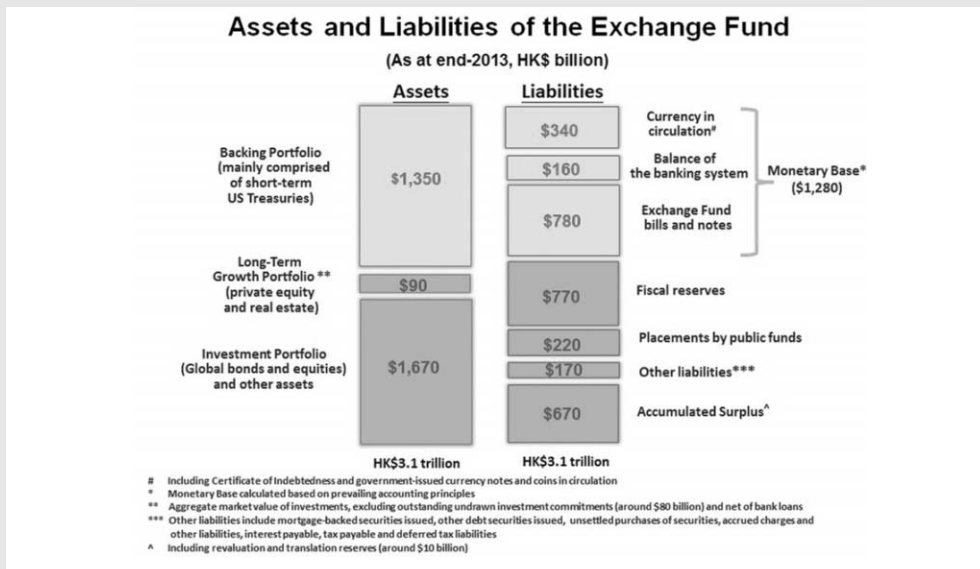 Assets and Liabilities of the Exchange Fund
(As at end-2013, HK$ billion)
Assets
Liabilities
Backing Portfolio
(mainly comprised
of short-term
US Treasuries)
$1,350
$340
Currency in
circulation#
$160
Balance of
the banking system
$780
Exchange Fund
bills and notes
Monetary Base*
($1,280)
Long-Term
Growth Portfolio **
(private equity
and real estate)
$90
$770
Fiscal reserves
Investment Portfolio
(Global bonds and equities)
and other assets
$1,670
$220
Placements by public funds
$170
Other liabilities***
$670
Accumulated Surplus^
HK$3.1 trillion
HK$3.1 trillion
# Including Certificate of Indebtedness and government-issued currency notes and coins in circulation
* Monetary Base calculated based on prevailing accounting principles
** Aggregate market value of investments, excluding outstanding undrawn investment commitments (around $80 billion) and net of bank loans
*** Other liabilities include mortgage-backed securities issued, other debt securities issued, unsettled purchases of securities, accrued charges and
other liabilities, interest payable, tax payable and deferred tax liabilities
^ Including revaluation and translation reserves (around $10 billion)